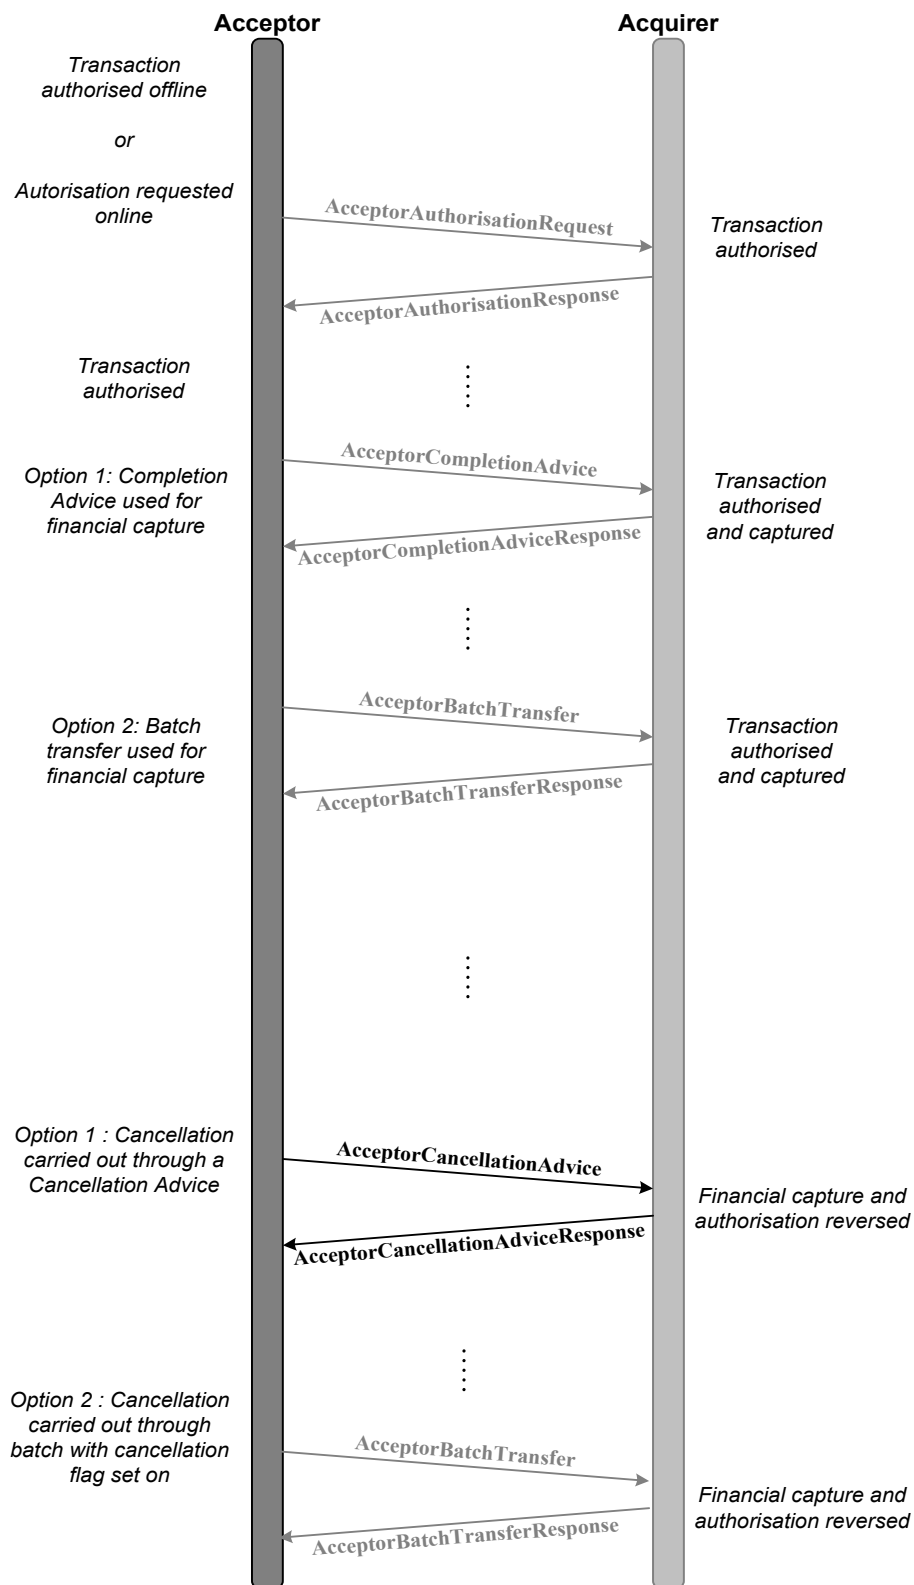 Acceptor
Acquirer
Transaction
authorised offline
or
Autorisation requested
online
AcceptorAuthorisationRequest
Transaction
authorised
AcceptorAuthorisationResponse
Transaction
authorised
AcceptorCompletionAdvice
Option 1: Completion
Advice used for
financial capture
Transaction
authorised
and captured
AcceptorCompletionAdviceResponse
AcceptorBatchTransfer
Option 2: Batch
transfer used for
financial capture
Transaction
authorised
and captured
AcceptorBatchTransferResponse
Option 1 : Cancellation
carried out through a
Cancellation Advice
AcceptorCancellationAdvice
Financial capture and
authorisation reversed
AcceptorCancellationAdviceResponse
Option 2 : Cancellation
carried out through
batch with cancellation
flag set on
AcceptorBatchTransfer
Financial capture and
authorisation reversed
AcceptorBatchTransferResponse